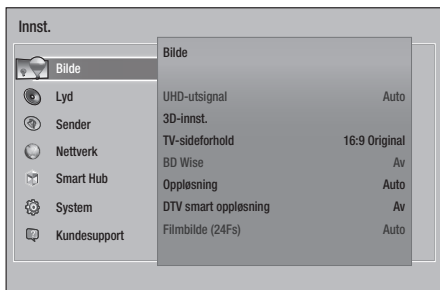 Innst.
Bilde
Lyd
Sender
Nettverk
Smart Hub
System
Kundesupport
Bilde
UHD-utsignal Auto
3D-innst.
TV-sideforhold 16:9 Original
BD Wise Av
Oppløsning Auto
DTV smart oppløsning Av
Filmbilde (24Fs) Auto